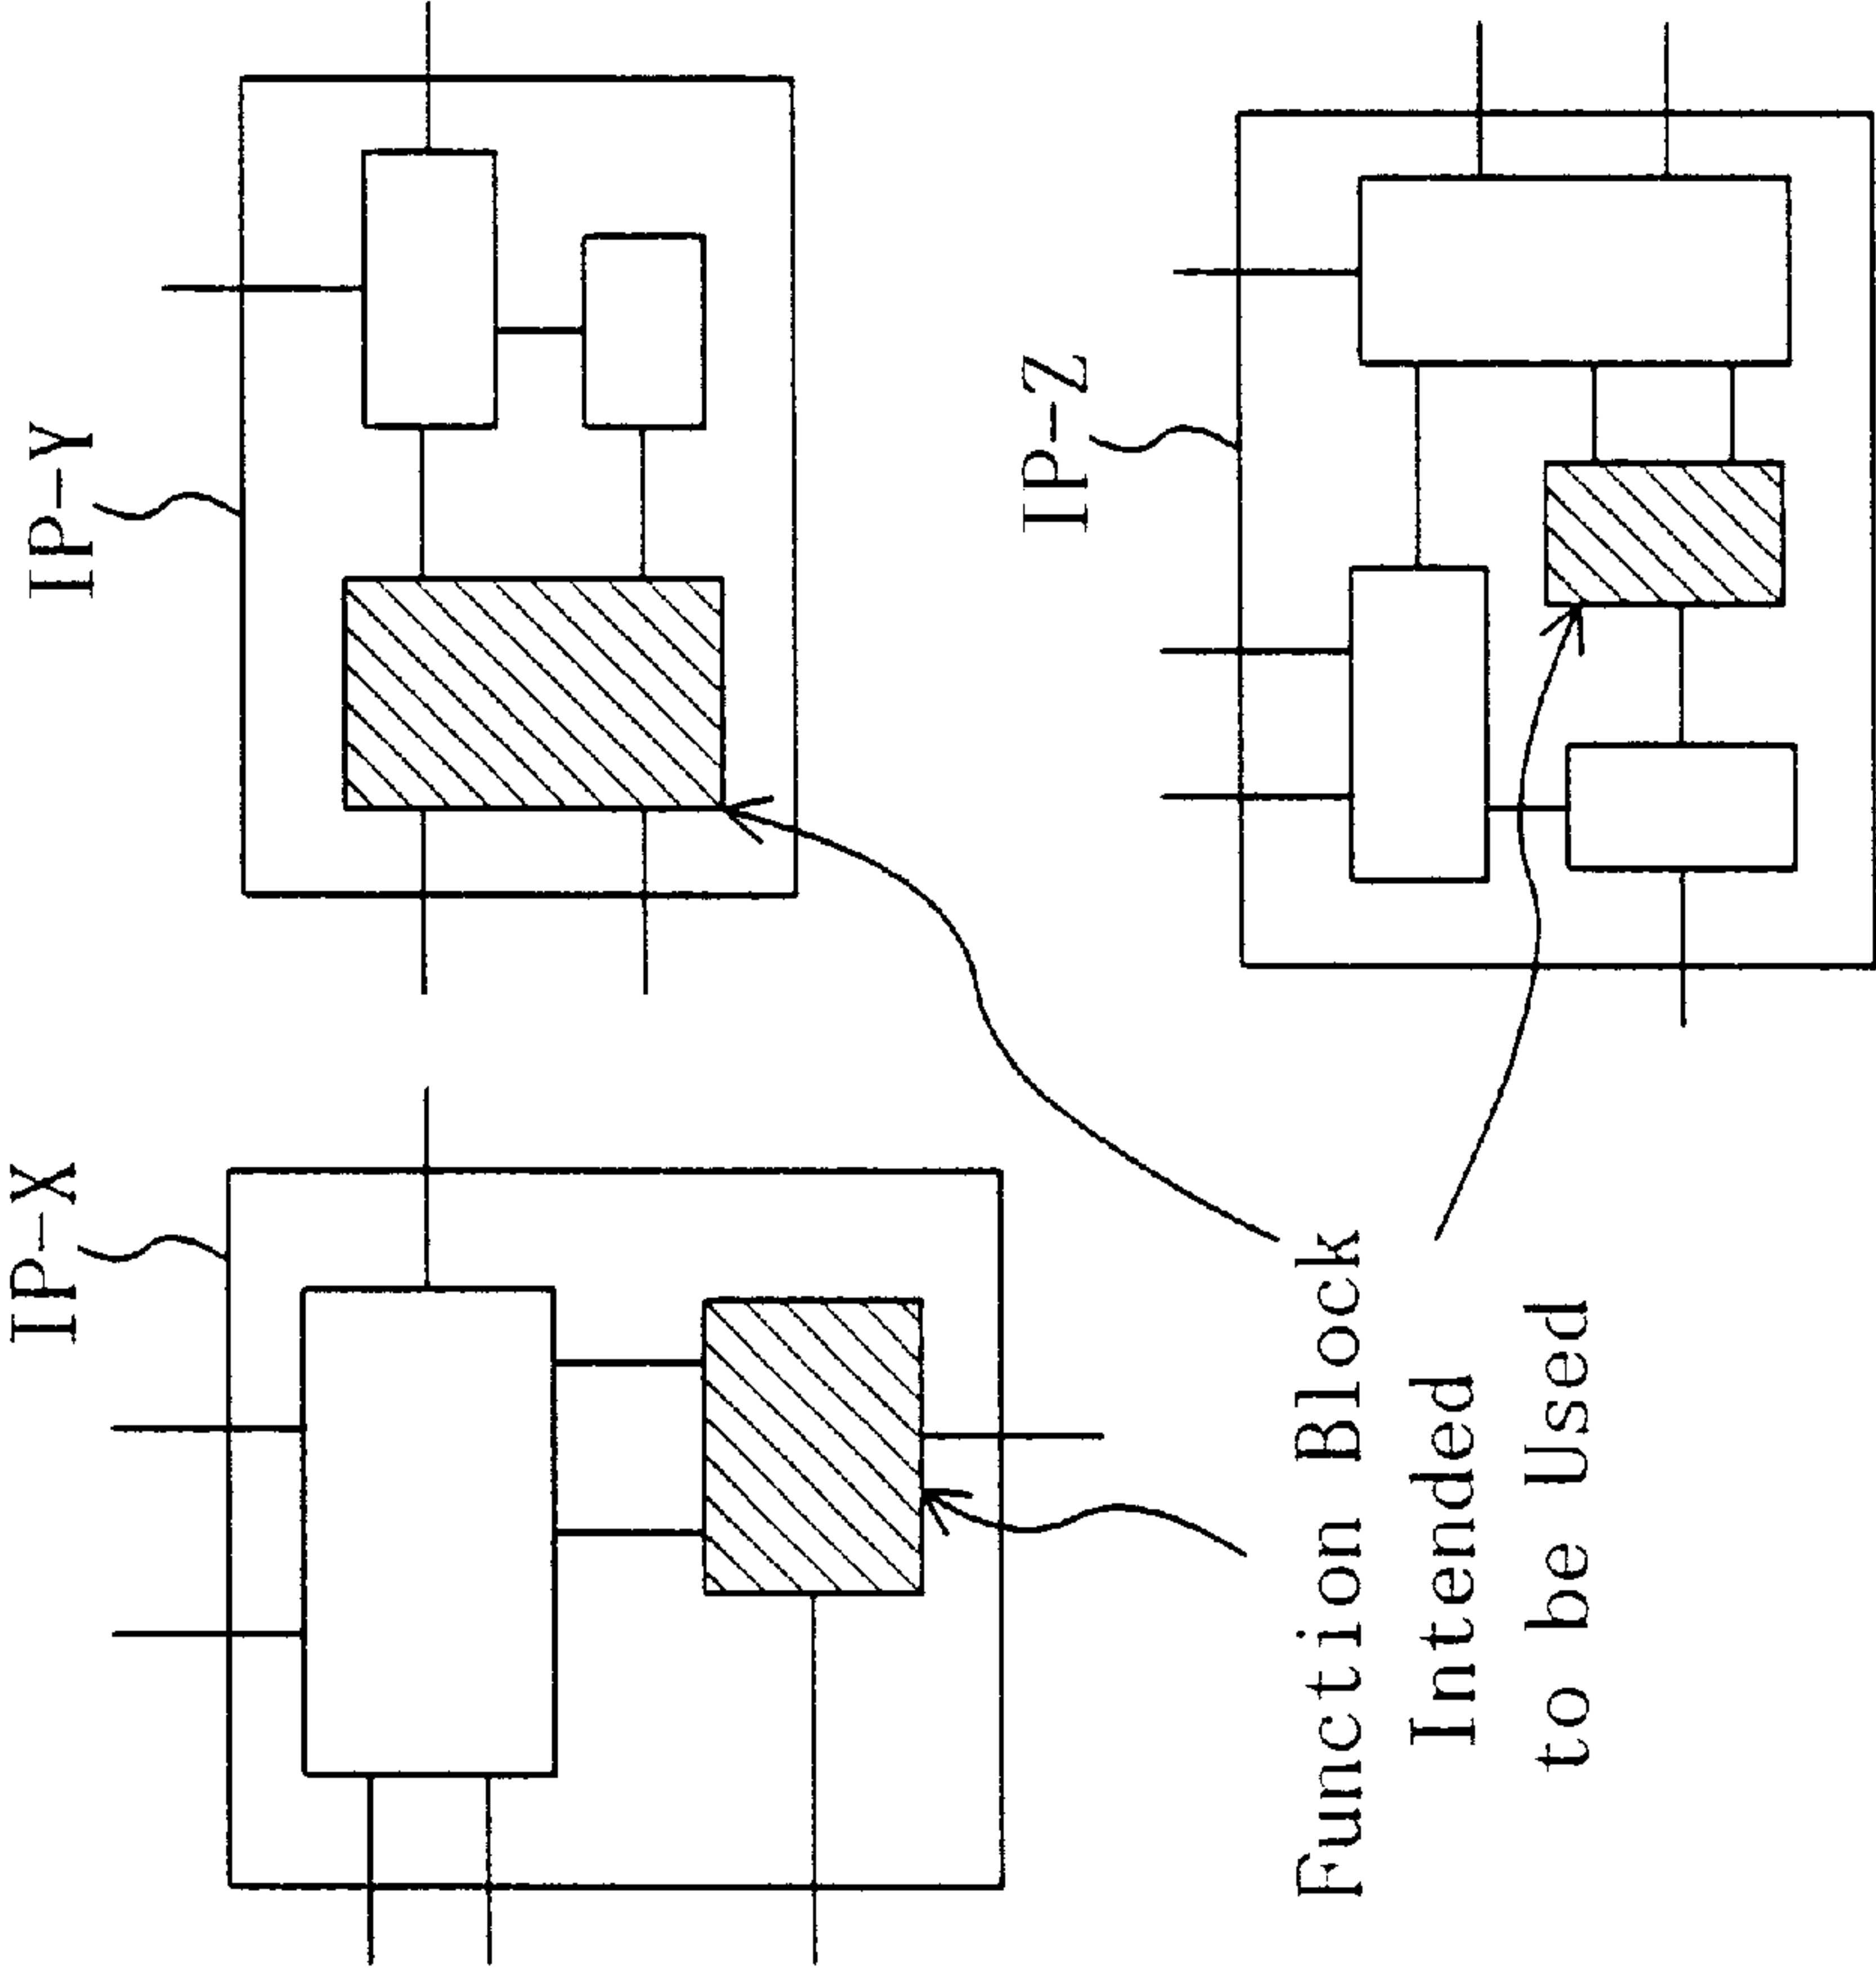 IP-X
IP-Y
IP-Z
Function Block
Intended
to be Used